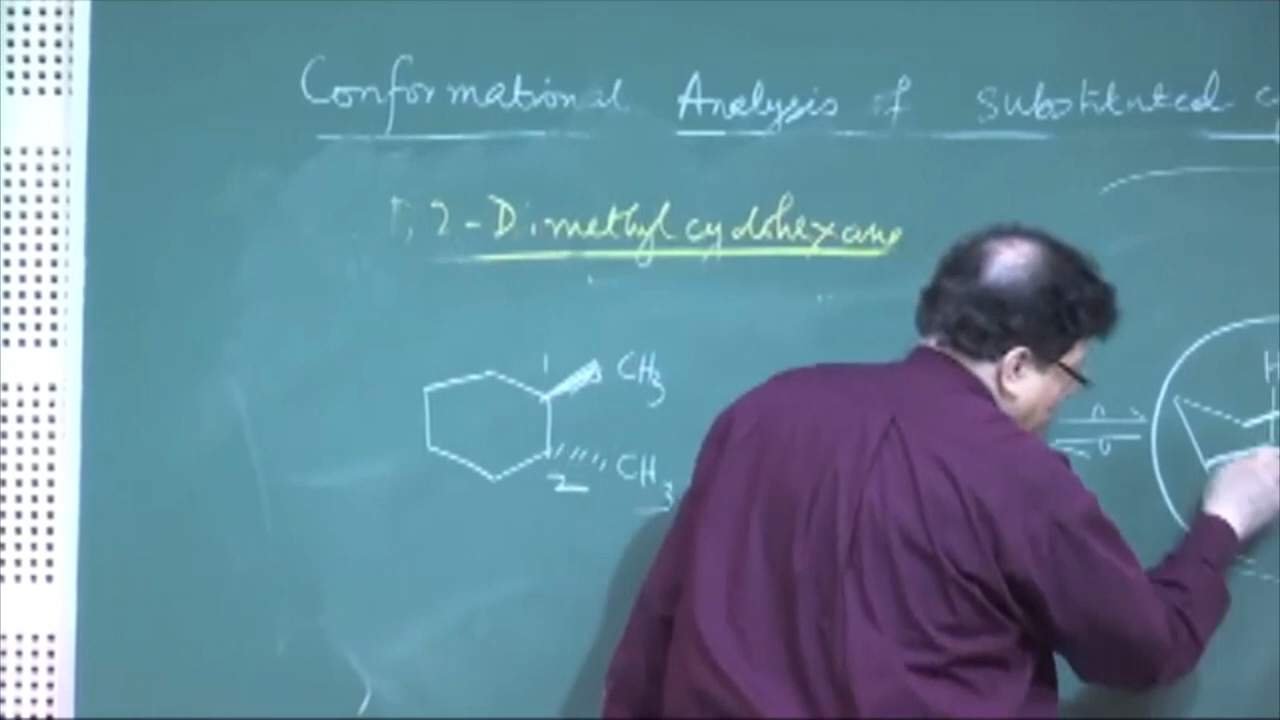 Conformational Analysis of substituted c
1,2-Dimethylcyclohexane
1
CH3
CH3
2
H